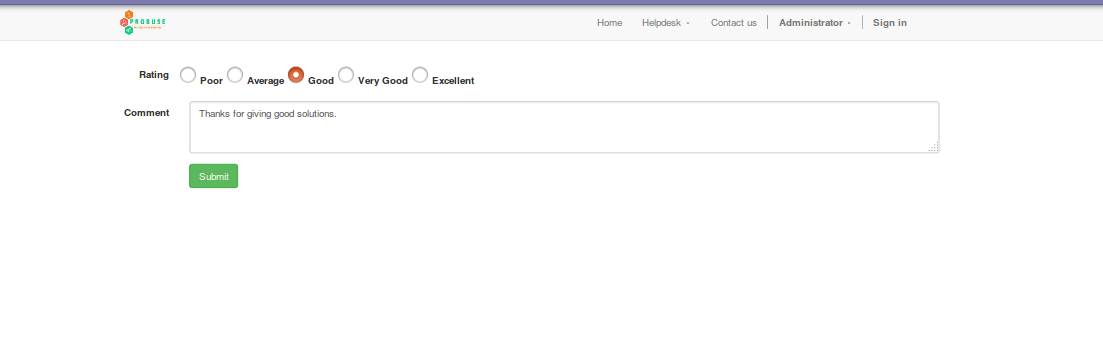 PROBUSE
Home Helpdesk Contact us Administrator Sign in
Rating Poor Average Good Very Good Excellent
Comment Thanks for giving good solutions.
Submit